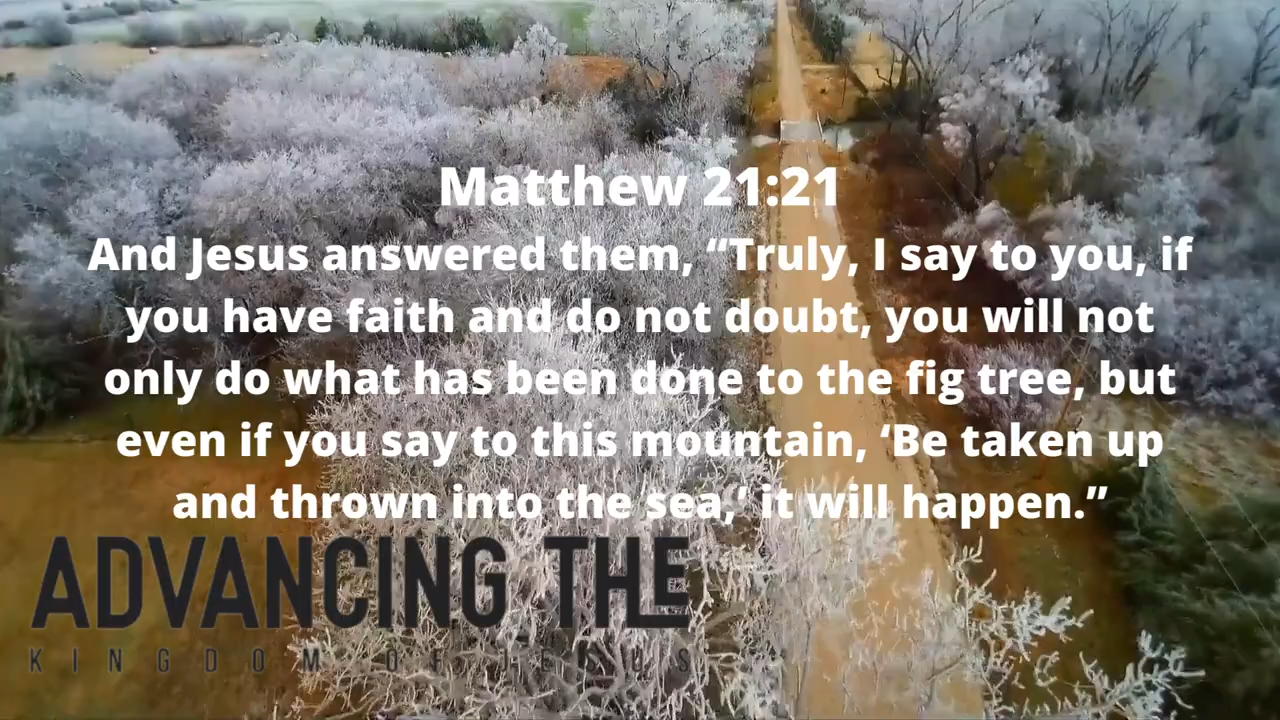 Matthew 21:21
And Jesus answered them, “Truly, I say to you, if
you have faith and do not doubt, you will not
only do what has been done to the fig tree, but
even if you say to this mountain, ‘Be taken up
and thrown into the sea,’ it will happen.”
ADVANCING THE
KINGDOM OF JESUS